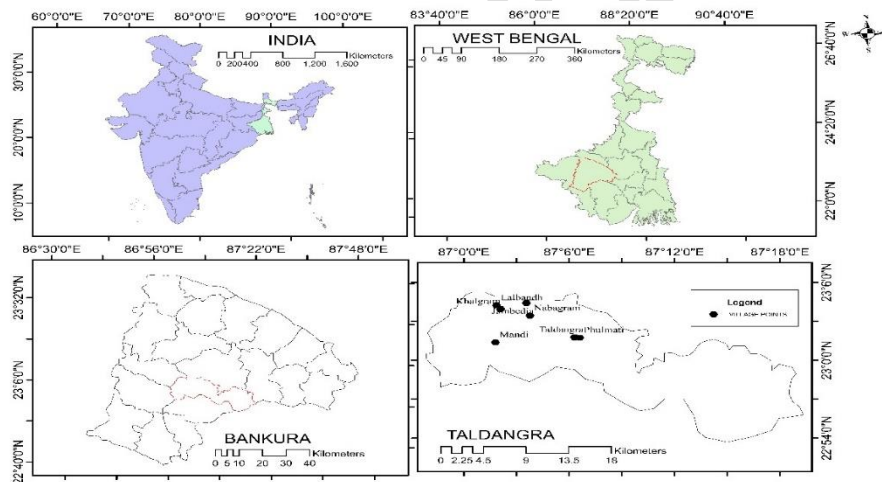 60°0'0"E 70°0'0"E 80°0'0"E 90°0'0"E 100°0'0"E
INDIA
Kilometers
0 200400 800 1,200 1,600
30°0'0"N
20°0'0"N
10°0'0"N
83°40'0"E 86°0'0"E 88°20'0"E 90°40'0"E
WEST BENGAL
Kilometers
0 45 90 180 270 360
26°40'0"N
24°20'0"N
22°0'0"N
N
W E
S
86°30'0"E 86°56'0"E 87°22'0"E 87°48'0"E
23°32'0"N
23°6'0"N
22°40'0"N
BANKURA
Kilometers
0 5 10 20 30 40
87°0'0"E 87°6'0"E 87°12'0"E 87°18'0"E
23°6'0"N
23°0'0"N
22°54'0"N
Khalgram Lalbandh
Jambedia Nabagram
Mandi Taldangra Phulmati
Legend
VILLAGE POINTS
TALDANGRA
Kilometers
0 2.25 4.5 9 13.5 18